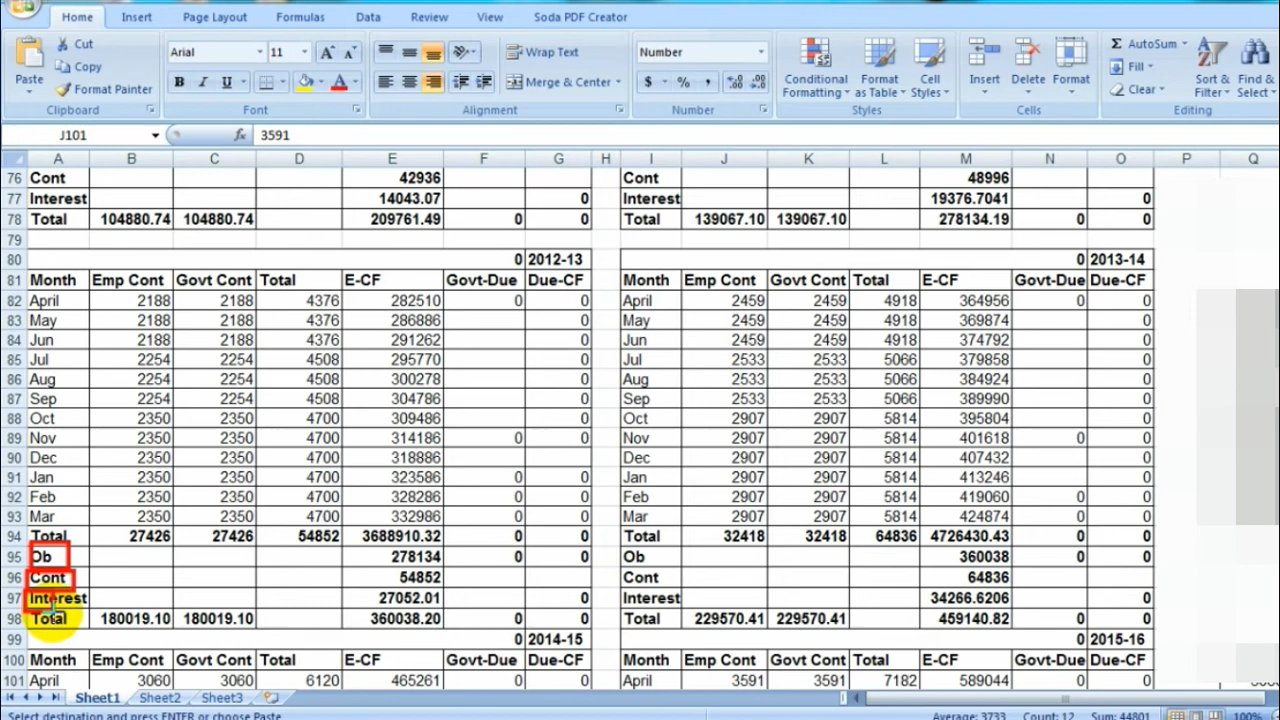 Home Insert Page Layout Formulas Data Review View Soda PDF Creator
Paste Cut Copy Format Painter Clipboard
Arial 11 A A B I U A Font
Wrap Text Merge & Center Alignment
Number $ % , Number
Conditional Formatting Format as Table Cell Styles Styles
Insert Delete Format Cells
Σ AutoSum Fill Clear Sort & Filter Find & Select Editing
J101 fx 3591
A B C D E F G H I J K L M N O P Q
76 Cont 42936 Cont 48996
77 Interest 14043.07 0 Interest 19376.7041 0
78 Total 104880.74 104880.74 209761.49 0 0 Total 139067.10 139067.10 278134.19 0 0
79
80 0 2012-13 0 2013-14
81 Month Emp Cont Govt Cont Total E-CF Govt-Due Due-CF Month Emp Cont Govt Cont Total E-CF Govt-Due Due-CF
82 April 2188 2188 4376 282510 0 0 April 2459 2459 4918 364956 0 0
83 May 2188 2188 4376 286886 0 May 2459 2459 4918 369874 0
84 Jun 2188 2188 4376 291262 0 Jun 2459 2459 4918 374792 0
85 Jul 2254 2254 4508 295770 0 Jul 2533 2533 5066 379858 0
86 Aug 2254 2254 4508 300278 0 Aug 2533 2533 5066 384924 0
87 Sep 2254 2254 4508 304786 0 Sep 2533 2533 5066 389990 0
88 Oct 2350 2350 4700 309486 0 Oct 2907 2907 5814 395804 0
89 Nov 2350 2350 4700 314186 0 0 Nov 2907 2907 5814 401618 0 0
90 Dec 2350 2350 4700 318886 0 Dec 2907 2907 5814 407432 0
91 Jan 2350 2350 4700 323586 0 0 Jan 2907 2907 5814 413246 0 0
92 Feb 2350 2350 4700 328286 0 0 Feb 2907 2907 5814 419060 0 0
93 Mar 2350 2350 4700 332986 0 0 Mar 2907 2907 5814 424874 0 0
94 Total 27426 27426 54852 3688910.32 0 0 Total 32418 32418 64836 4726430.43 0 0
95 Ob 278134 0 0 Ob 360038 0 0
96 Cont 54852 Cont 64836
97 Interest 27052.01 0 Interest 34266.6206 0
98 Total 180019.10 180019.10 360038.20 0 0 Total 229570.41 229570.41 459140.82 0 0
99 0 2014-15 0 2015-16
100 Month Emp Cont Govt Cont Total E-CF Govt-Due Due-CF Month Emp Cont Govt Cont Total E-CF Govt-Due Due-CF
101 April 3060 3060 6120 465261 0 0 April 3591 3591 7182 589044 0 0
Sheet1 Sheet2 Sheet3
Select destination and press ENTER or choose Paste Average: 3733 Count: 12 Sum: 44801 100%